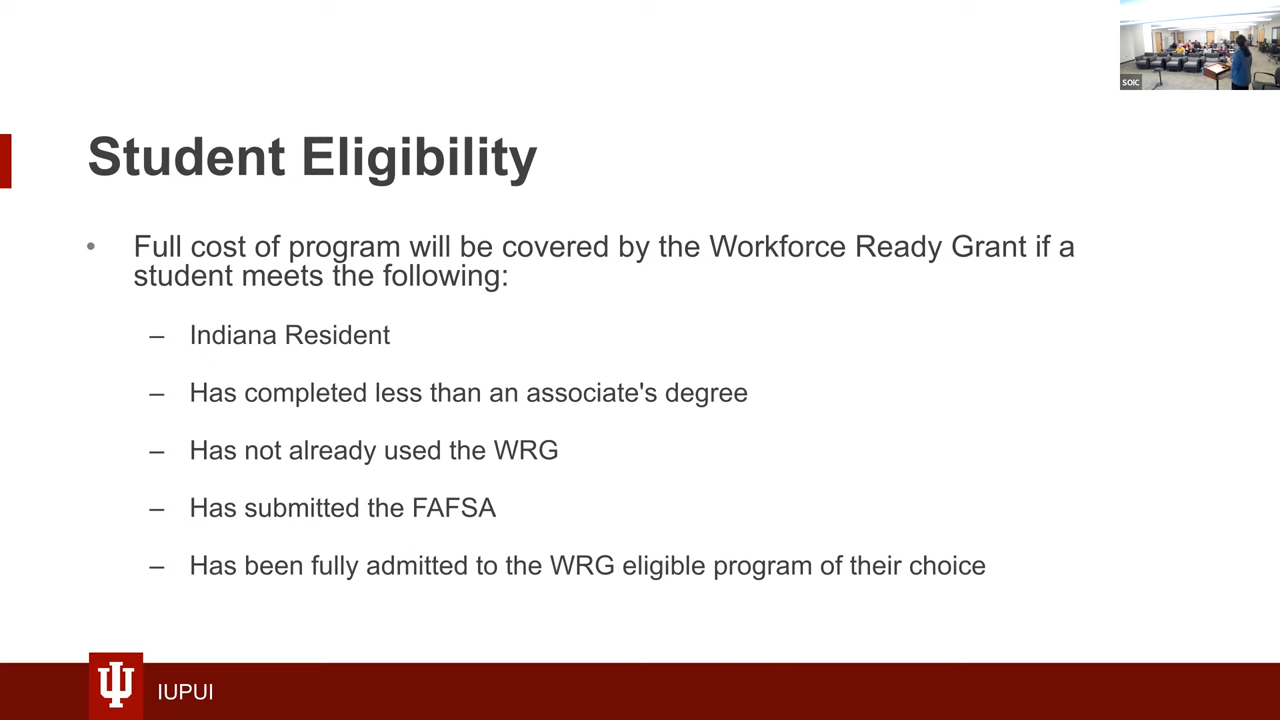 SOIC
Student Eligibility
• Full cost of program will be covered by the Workforce Ready Grant if a
student meets the following:
– Indiana Resident
– Has completed less than an associate's degree
– Has not already used the WRG
– Has submitted the FAFSA
– Has been fully admitted to the WRG eligible program of their choice
IUPUI